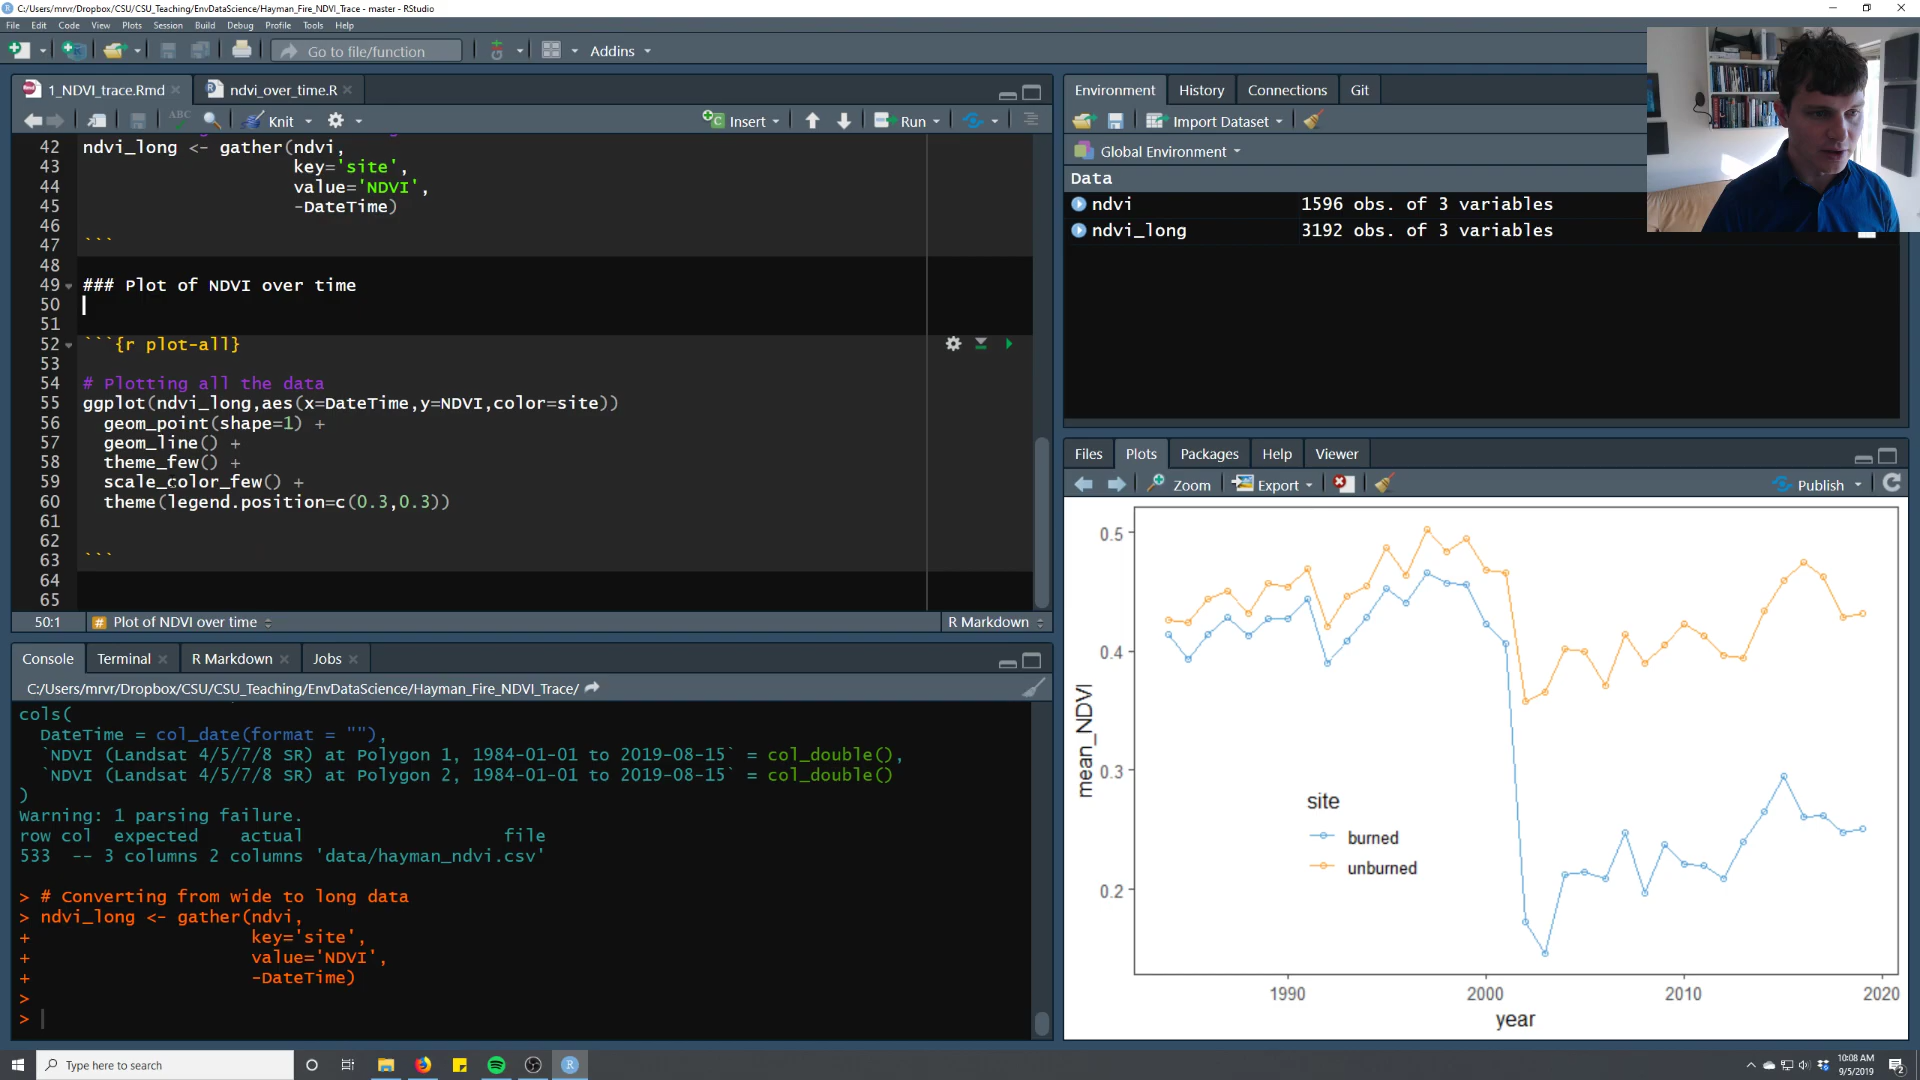 C:/Users/mrvr/Dropbox/CSU/CSU_Teaching/EnvDataScience/Hayman_Fire_NDVI_Trace - master - RStudio
File Edit Code View Plots Session Build Debug Profile Tools Help
Go to file/function Addins
1_NDVI_trace.Rmd ndvi_over_time.R
ABC Knit Insert Run
42 ndvi_long <- gather(ndvi,
43 key='site',
44 value='NDVI',
45 -DateTime)
46
47 ```
48
49 ### Plot of NDVI over time
50
51
52 ```{r plot-all}
53
54 # Plotting all the data
55 ggplot(ndvi_long,aes(x=DateTime,y=NDVI,color=site))
56 geom_point(shape=1) +
57 geom_line() +
58 theme_few() +
59 scale_color_few() +
60 theme(legend.position=c(0.3,0.3))
61
62
63 ```
64
65
50:1 # Plot of NDVI over time R Markdown
Console Terminal R Markdown Jobs
C:/Users/mrvr/Dropbox/CSU/CSU_Teaching/EnvDataScience/Hayman_Fire_NDVI_Trace/
cols(
DateTime = col_date(format = ""),
`NDVI (Landsat 4/5/7/8 SR) at Polygon 1, 1984-01-01 to 2019-08-15` = col_double(),
`NDVI (Landsat 4/5/7/8 SR) at Polygon 2, 1984-01-01 to 2019-08-15` = col_double()
)
Warning: 1 parsing failure.
row col expected actual file
533 -- 3 columns 2 columns 'data/hayman_ndvi.csv'
> # Converting from wide to long data
> ndvi_long <- gather(ndvi,
+ key='site',
+ value='NDVI',
+ -DateTime)
>
>
Environment History Connections Git
Import Dataset
Global Environment
Data
ndvi 1596 obs. of 3 variables
ndvi_long 3192 obs. of 3 variables
Files Plots Packages Help Viewer
Zoom Export Publish
0.5
0.4
0.3
0.2
mean_NDVI
site
burned
unburned
1990 2000 2010 2020
year
Type here to search
10:08 AM
9/5/2019
2